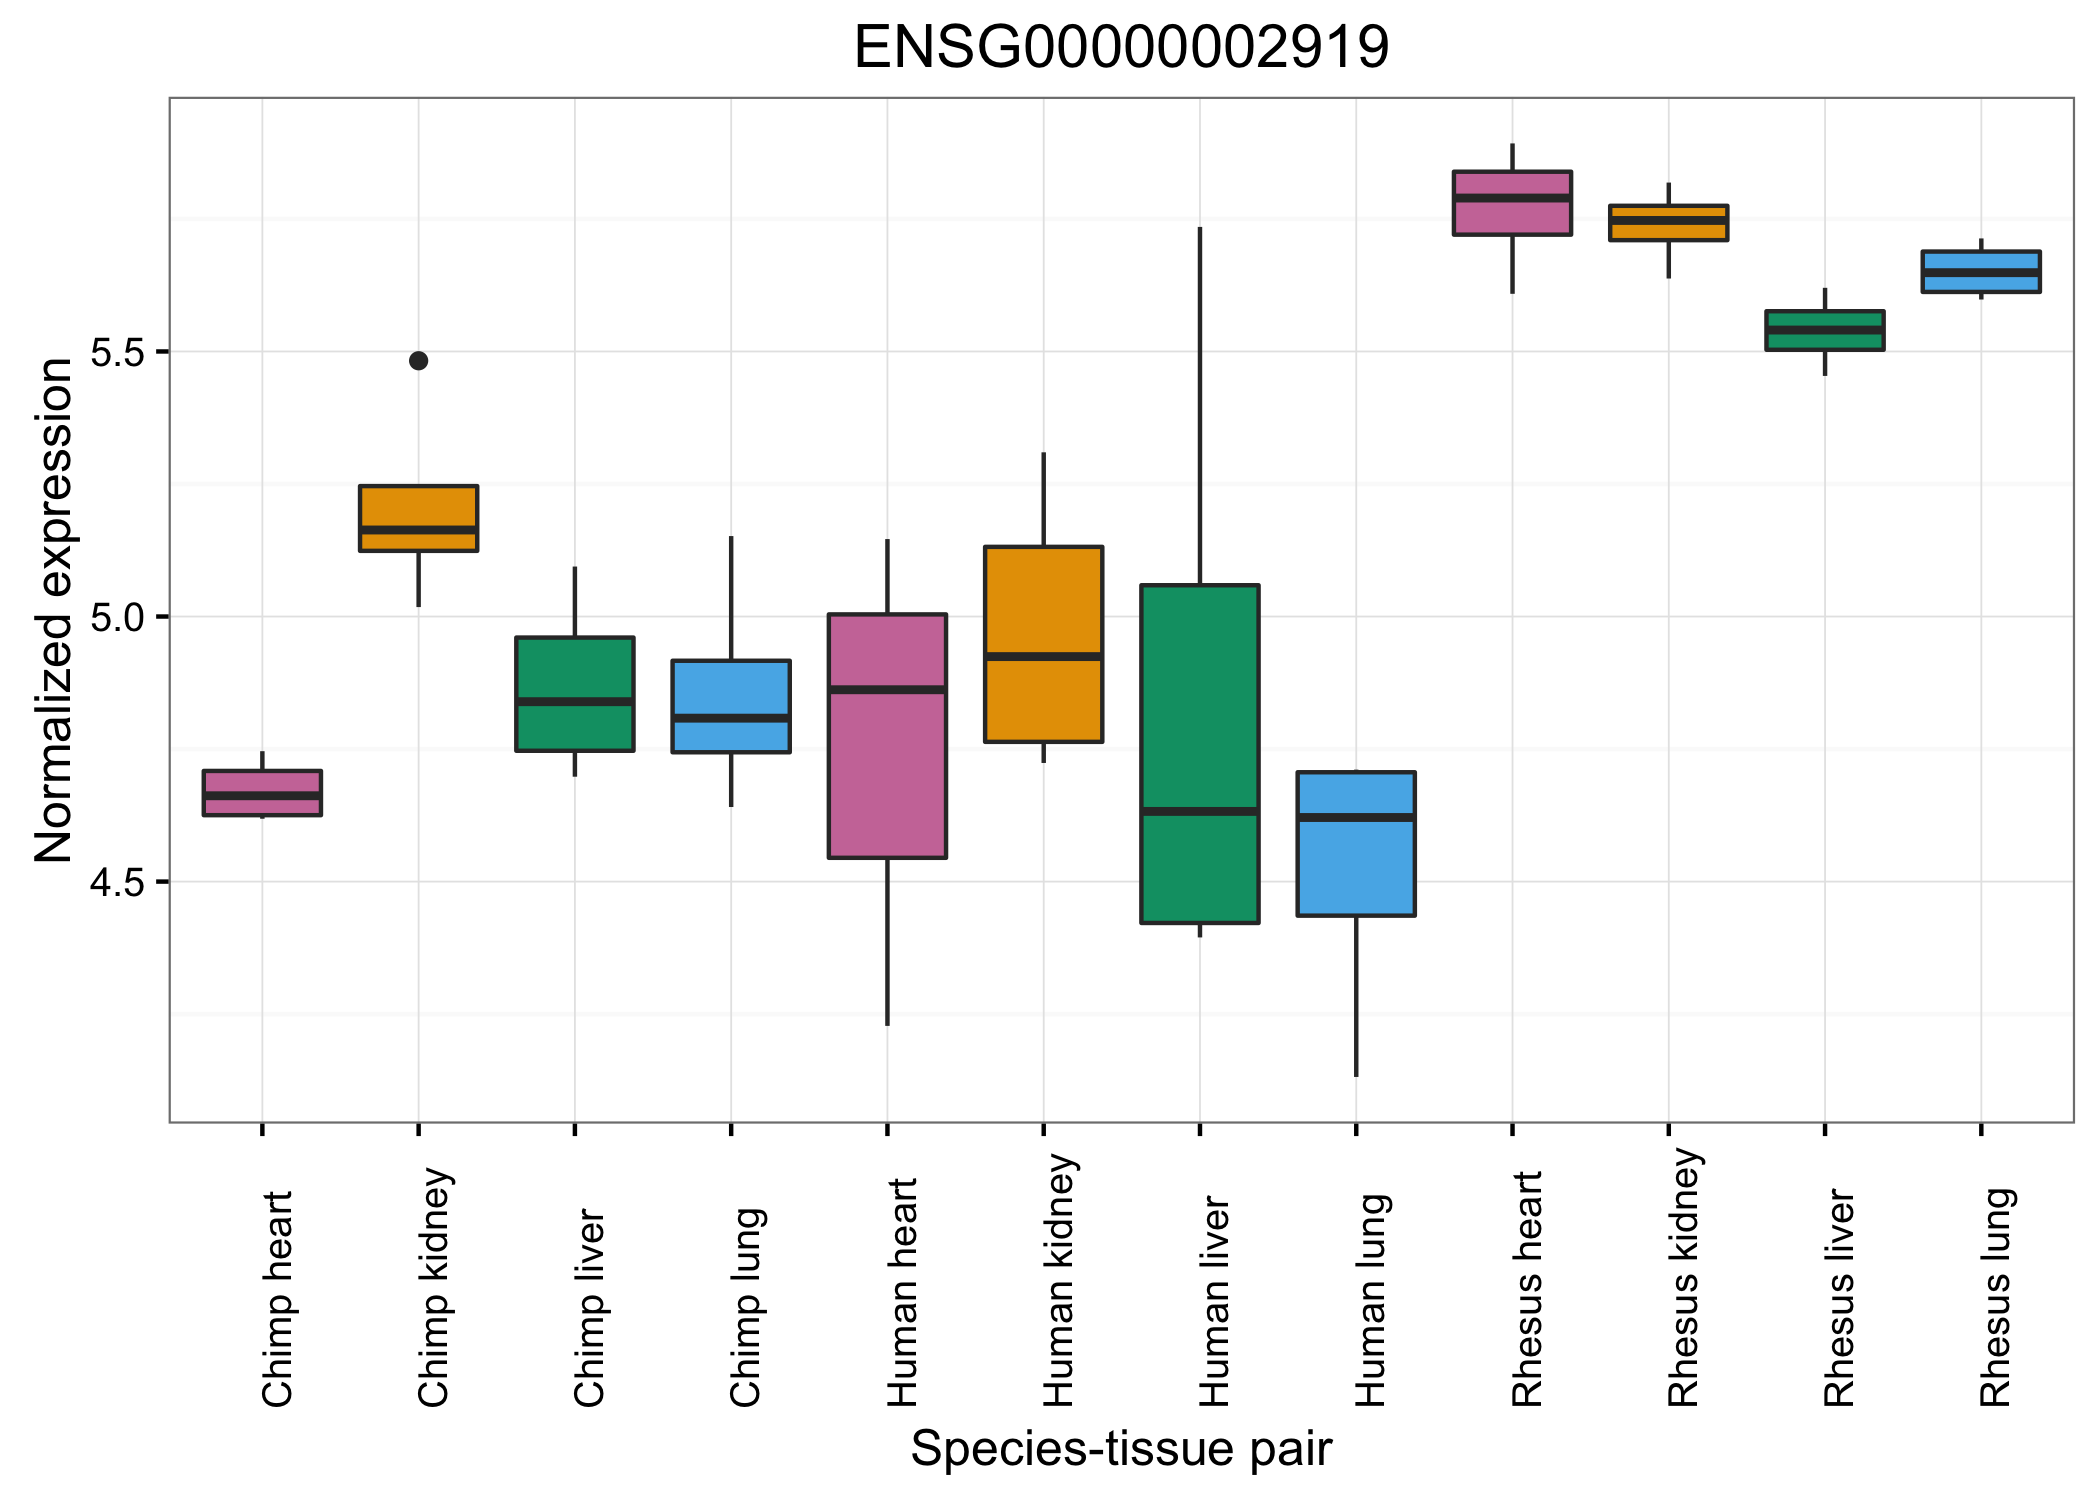 ENSG00000002919
Normalized expression
5.5
5.0
4.5
Chimp heart
Chimp kidney
Chimp liver
Chimp lung
Human heart
Human kidney
Human liver
Human lung
Rhesus heart
Rhesus kidney
Rhesus liver
Rhesus lung
Species-tissue pair